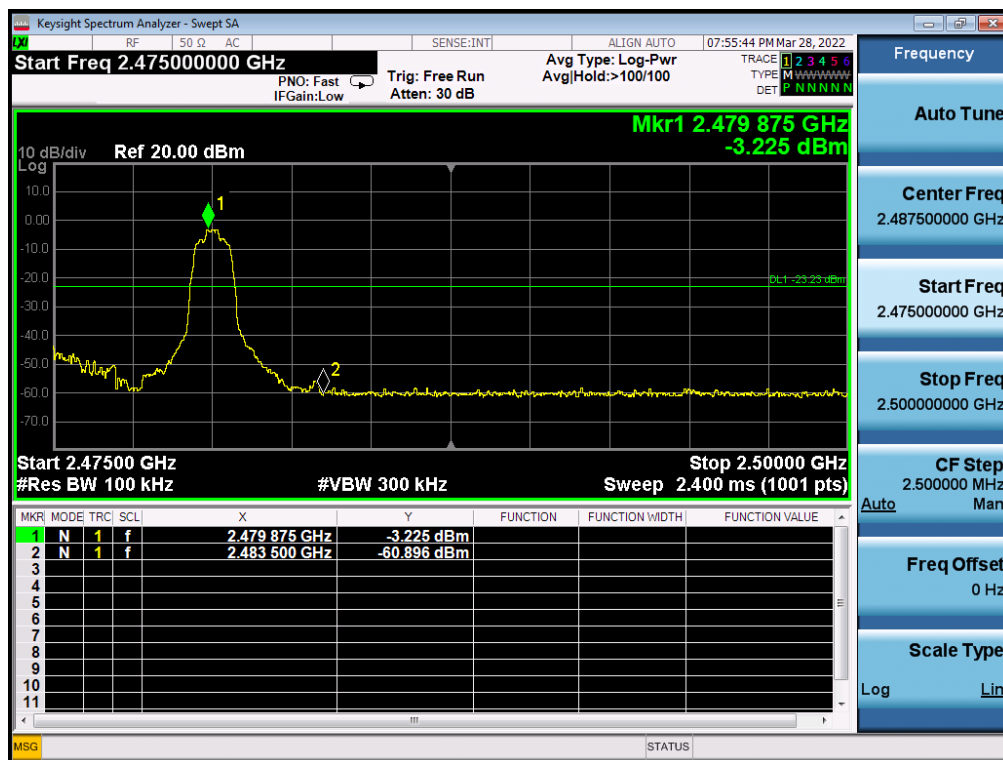 Keysight Spectrum Analyzer - Swept SA
LXI RF 50 Ω AC SENSE:INT ALIGN AUTO 07:55:44 PM Mar 28, 2022
Start Freq 2.475000000 GHz
PNO: Fast
IFGain:Low
Trig: Free Run
Atten: 30 dB
Avg Type: Log-Pwr
Avg|Hold:>100/100
TRACE 1 2 3 4 5 6
TYPE M WWWWW
DET P N N N N N
Mkr1 2.479 875 GHz
-3.225 dBm
10 dB/div Ref 20.00 dBm
Log
10.0
0.00
-10.0
-20.0
-30.0
-40.0
-50.0
-60.0
-70.0
1
DL1 -23.23 dBm
2
Start 2.47500 GHz Stop 2.50000 GHz
#Res BW 100 kHz #VBW 300 kHz Sweep 2.400 ms (1001 pts)
MKR MODE TRC SCL X Y FUNCTION FUNCTION WIDTH FUNCTION VALUE
1 N 1 f 2.479 875 GHz -3.225 dBm
2 N 1 f 2.483 500 GHz -60.896 dBm
3
4
5
6
7
8
9
10
11
MSG STATUS
Frequency
Auto Tune
Center Freq
2.487500000 GHz
Start Freq
2.475000000 GHz
Stop Freq
2.500000000 GHz
CF Step
2.500000 MHz
Auto Man
Freq Offset
0 Hz
Scale Type
Log Lin